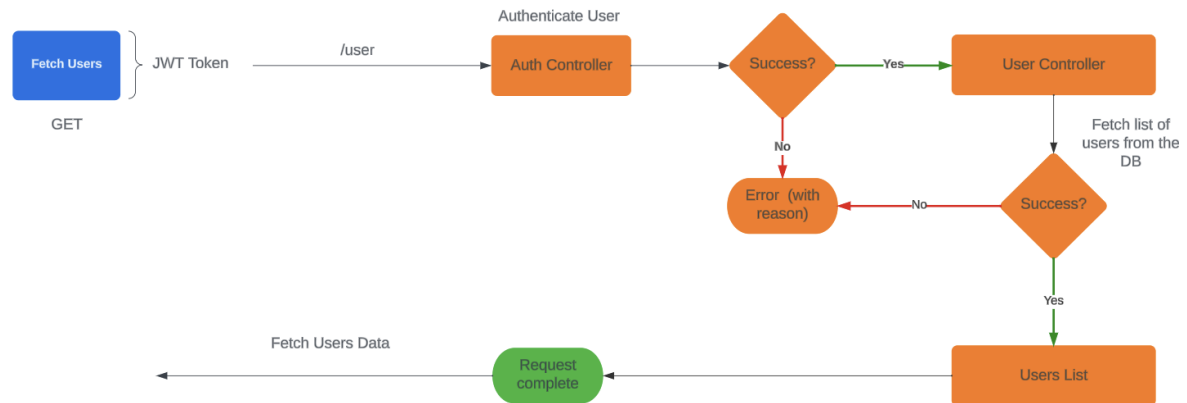 Authenticate User
/user
Fetch Users
JWT Token
Auth Controller
Success?
Yes
User Controller
GET
Fetch list of
users from the
DB
No
Error (with
reason)
No
Success?
Yes
Fetch Users Data
Request
complete
Users List